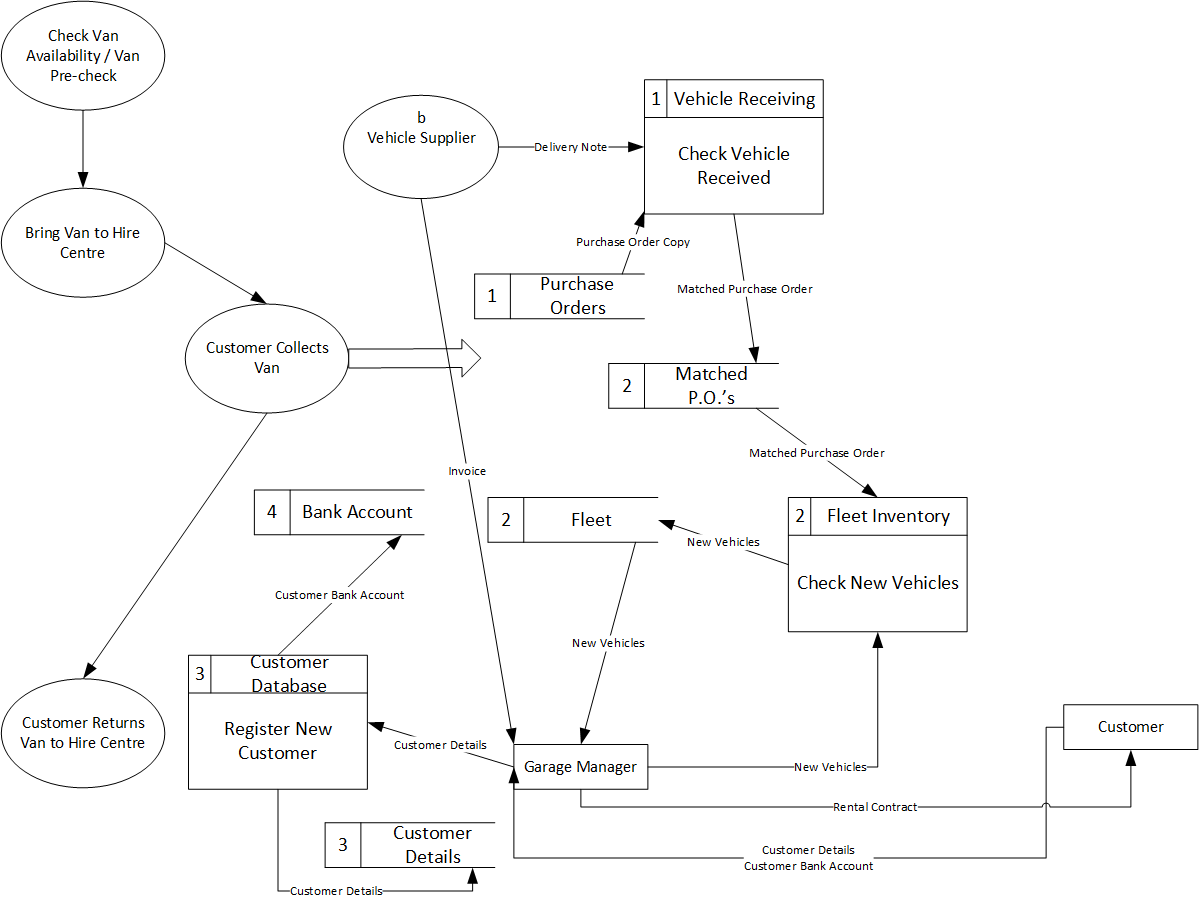 Check Van
Availability / Van
Pre-check
b
Vehicle Supplier
Delivery Note
1
Vehicle Receiving
Check Vehicle
Received
Bring Van to Hire
Centre
Purchase Order Copy
1
Purchase
Orders
Matched Purchase Order
Customer Collects
Van
2
Matched
P.O.’s
Matched Purchase Order
Invoice
4
Bank Account
2
Fleet
New Vehicles
2
Fleet Inventory
Check New Vehicles
Customer Bank Account
New Vehicles
3
Customer
Database
Register New
Customer
Customer Returns
Van to Hire Centre
Customer Details
Garage Manager
New Vehicles
Customer
Rental Contract
3
Customer
Details
Customer Details
Customer Bank Account
Customer Details